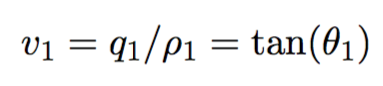 v₁ = q₁/ρ₁ = tan(θ₁)